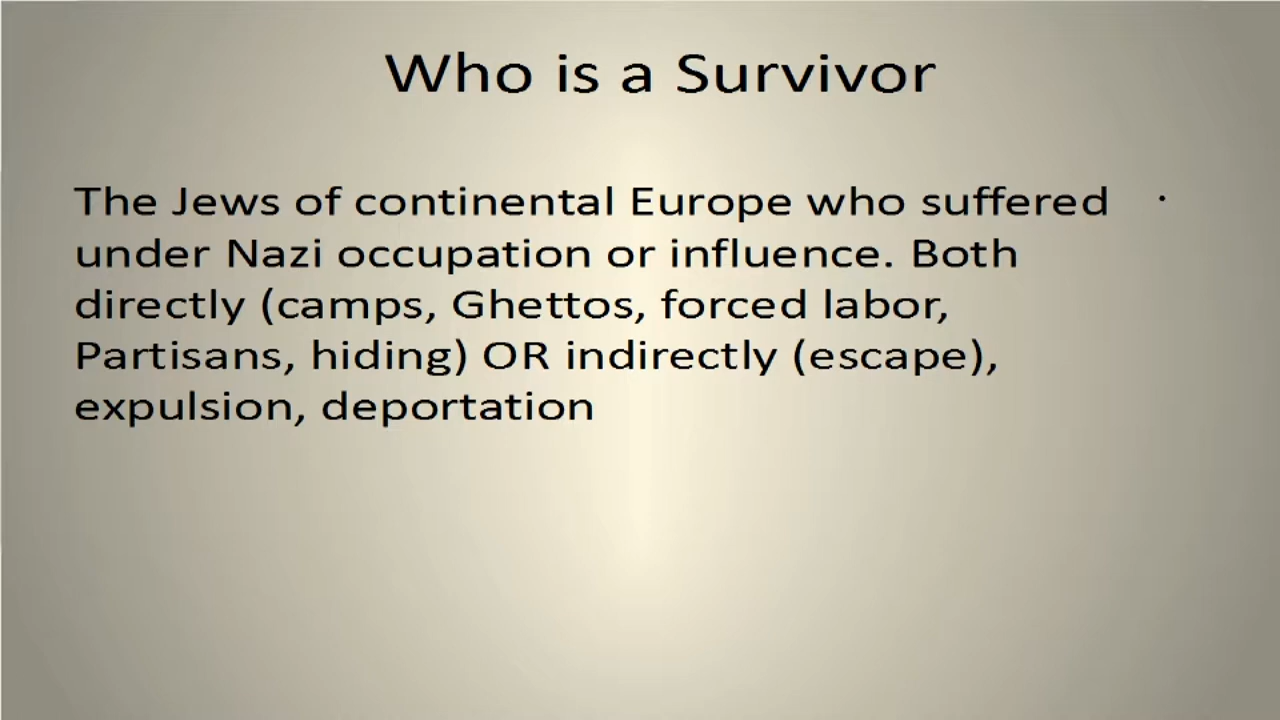 Who is a Survivor
The Jews of continental Europe who suffered
under Nazi occupation or influence. Both
directly (camps, Ghettos, forced labor,
Partisans, hiding) OR indirectly (escape),
expulsion, deportation